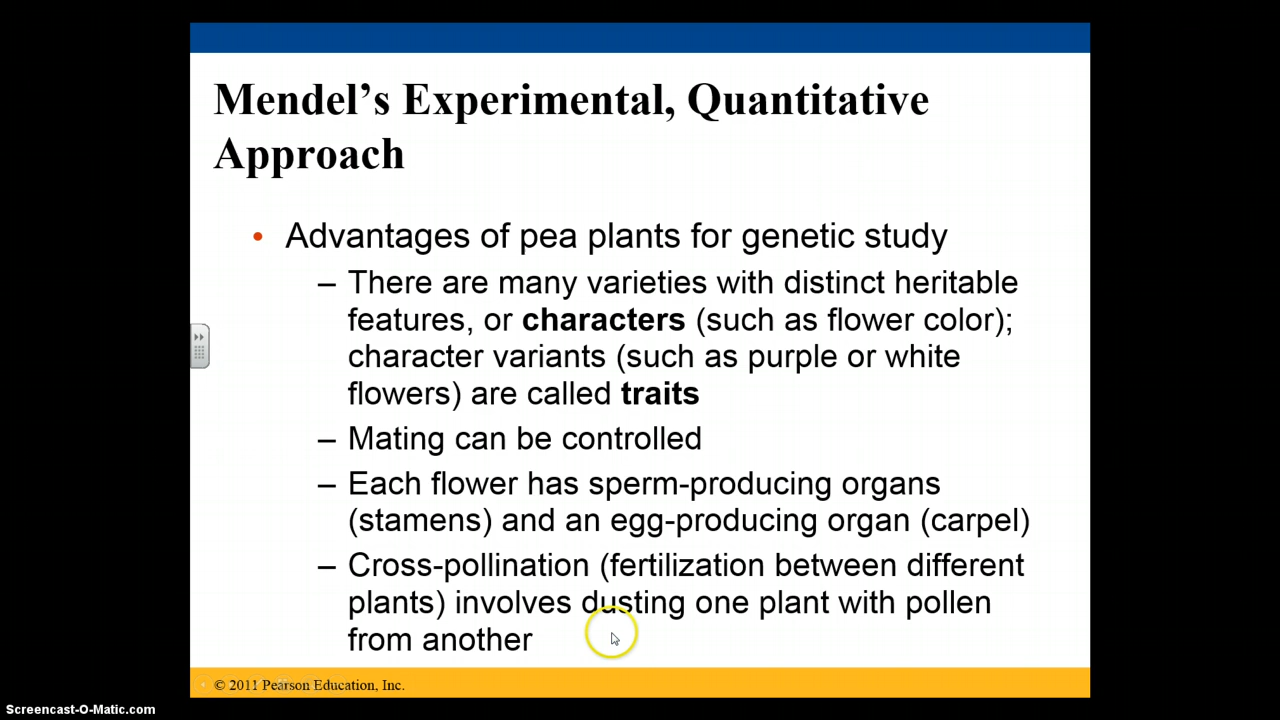 Mendel’s Experimental, Quantitative
Approach
• Advantages of pea plants for genetic study
– There are many varieties with distinct heritable
features, or characters (such as flower color);
character variants (such as purple or white
flowers) are called traits
– Mating can be controlled
– Each flower has sperm-producing organs
(stamens) and an egg-producing organ (carpel)
– Cross-pollination (fertilization between different
plants) involves dusting one plant with pollen
from another
© 2011 Pearson Education, Inc.
Screencast-O-Matic.com